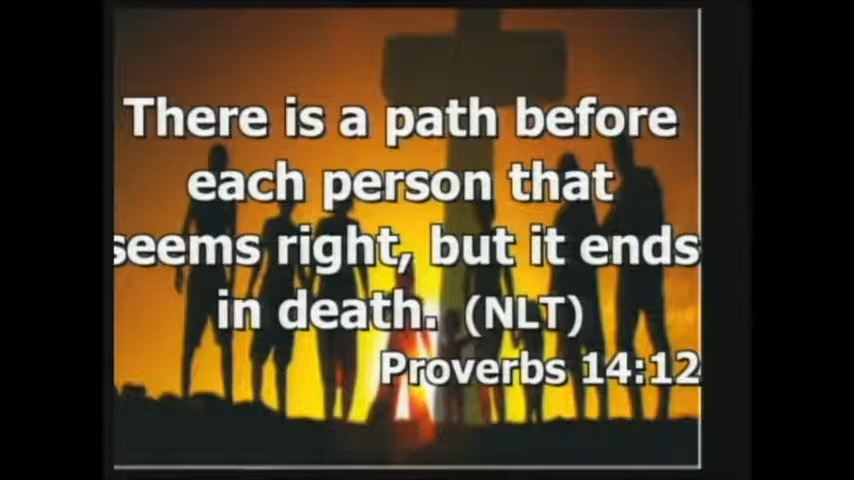 There is a path before
each person that
seems right, but it ends
in death. (NLT)
Proverbs 14:12